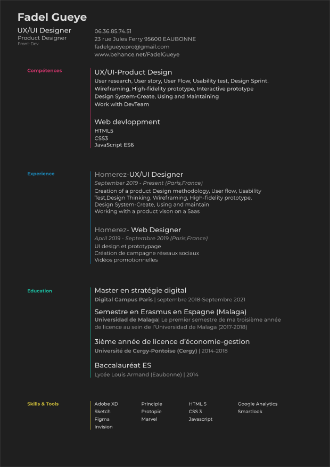 Fadel Gueye
UX/UI Designer
Product Designer
06 36 85 74 51
23 rue Jules Ferry 95600 EAUBONNE
fadelgueyepro@gmail.com
www.behance.net/FadelGueye
Competences
UX/UI-Product Design
User research, User story, User Flow, Usability test, Design Sprint
Wireframing, High-fidelity prototype, Interactive prototype
Design System-Create, Using and Maintaining
Work with DevTeam
Web devloppment
HTML5
CSS3
JavaScript ES6
Experience
Homerez-UX/UI Designer
September 2019 - Present (Paris,France)
Creation of a product Design methodology, User flow, Usability
Test,Design Thinking, Wireframing, High-fidelity prototype,
Design System-Create, Using and maintain
Working with a product vison on a Saas
Homerez- Web Designer
April 2019 - Septembre 2019 (Paris,France)
UI design et prototypage
Création de campagne réseaux sociaux
Vidéos promotionnelles
Education
Master en stratégie digital
Digital Campus Paris | septembre 2018-Septembre 2021
Semestre en Erasmus en Espagne (Malaga)
Universidad de Malaga: Le premier semestre de ma troisième année
de licence au sein de l'Universidad de Malaga (2017-2018)
3ième année de licence d'économie-gestion
Université de Cergy-Pontoise (Cergy) | 2014-2018
Baccalauréat ES
Lycée Louis Armand (Eaubonne) | 2014
Skills & Tools
Adobe XD
Sketch
Figma
Invision
Principle
Protopie
Marvel
HTML 5
CSS 3
Javascript
Google Analytics